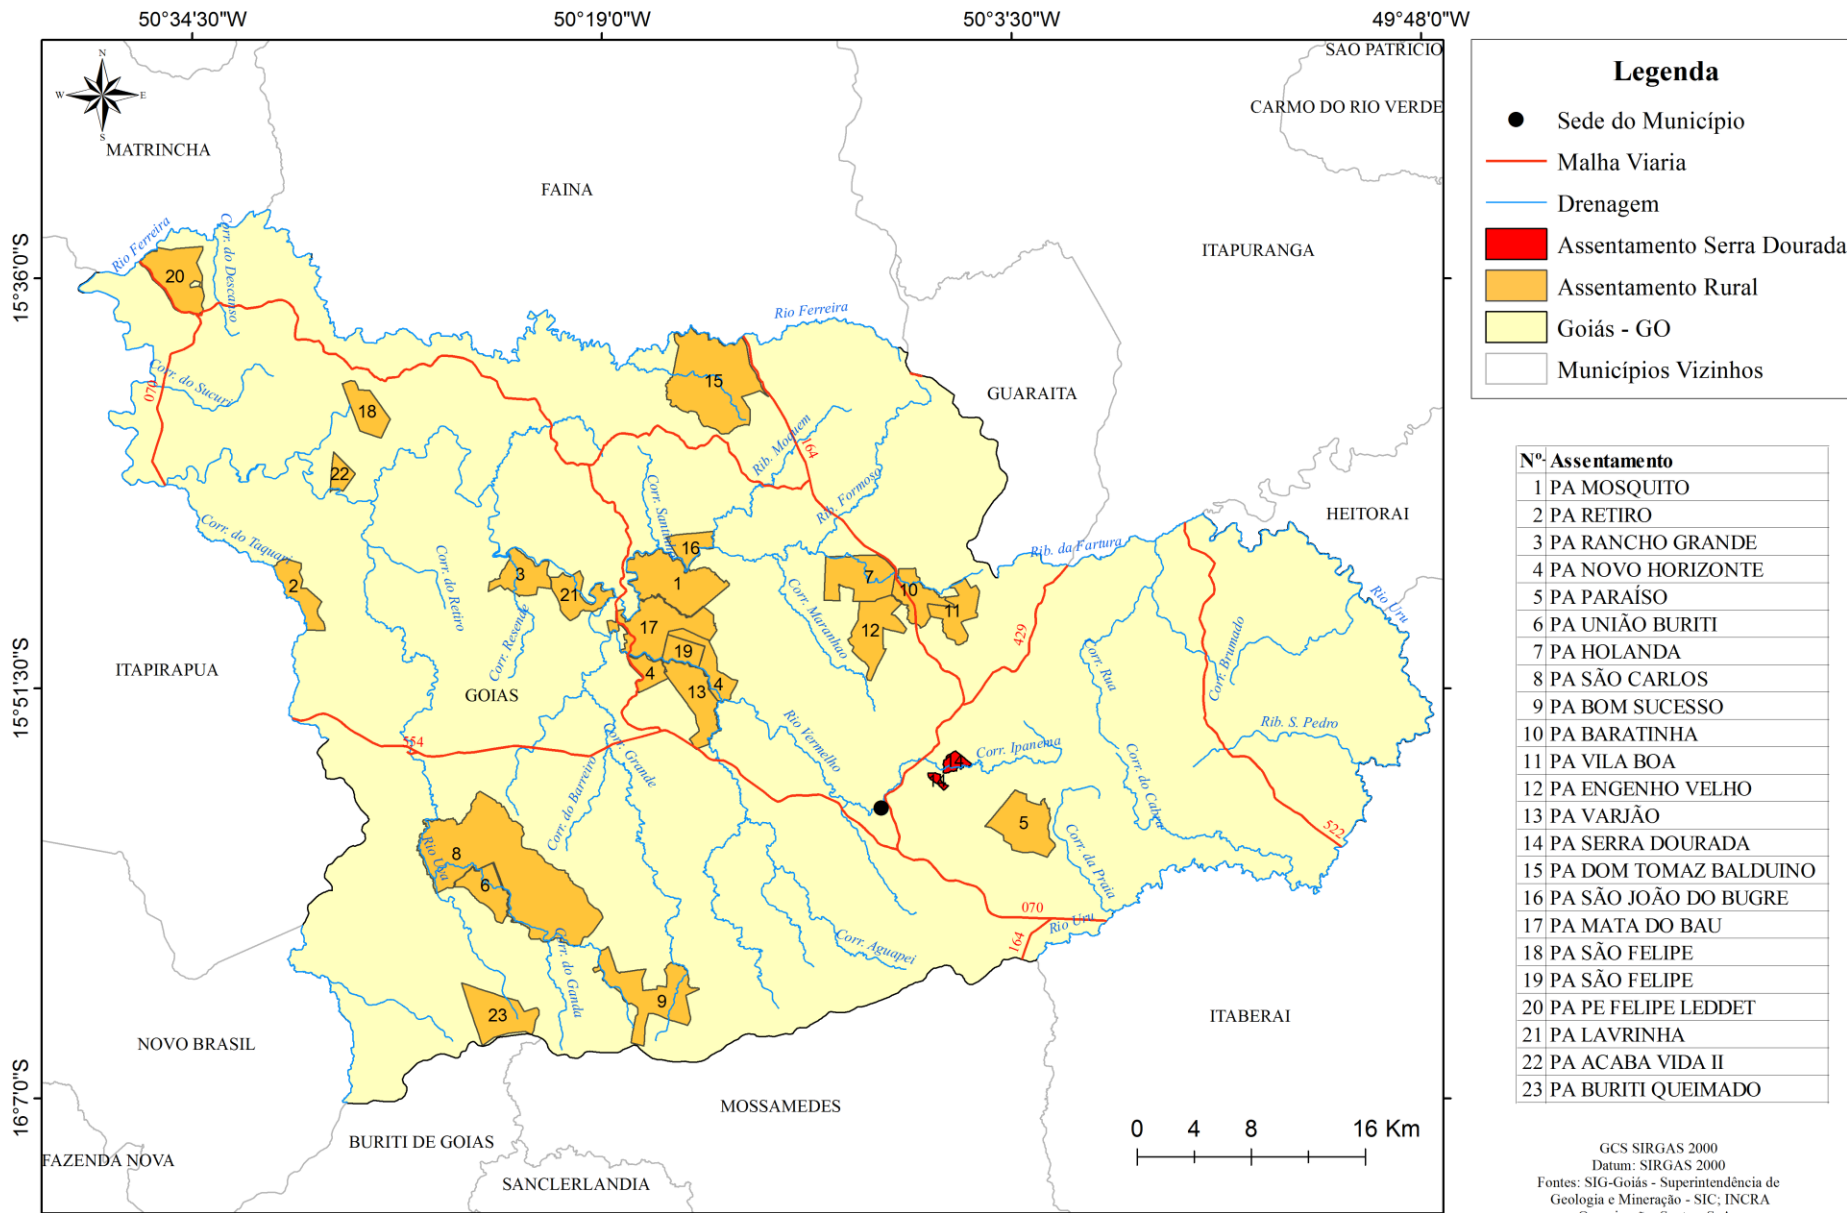 50°34'30"W
50°19'0"W
50°3'30"W
49°48'0"W
15°36'0"S
15°51'30"S
16°7'0"S
N
W
E
S
SAO PATRICIO
CARMO DO RIO VERDE
MATRINCHA
FAINA
ITAPURANGA
GUARAITA
HEITORAI
ITAPIRAPUA
GOIAS
NOVO BRASIL
FAZENDA NOVA
BURITI DE GOIAS
SANCLERLANDIA
MOSSAMEDES
ITABERAI
Rio Ferreira
Corr. do Descanso
20
Corr. do Sucuri
070
18
22
Rio Ferreira
15
164
Rib. Moquem
Rib. Formoso
Corr. do Taquari
2
Corr. do Retiro
3
21
Corr. Resende
Corr. Santinho
16
1
17
19
4
13
4
Corr. Maranhao
7
10
11
12
Rib. da Fartura
429
Corr. Rua
Corr. Brumado
Rio Uru
Rib. S. Pedro
Corr. do Cabra
522
554
Corr. Grande
Corr. do Barreiro
Rio Vermelho
Corr. Ipanema
14
5
Corr. da Praia
8
6
Rio Uva
070
164
Rio Uru
Corr. Aguapei
Corr. do Ganda
9
23
0 4 8 16 Km
Legenda
Sede do Município
Malha Viaria
Drenagem
Assentamento Serra Dourada
Assentamento Rural
Goiás - GO
Municípios Vizinhos
Nº Assentamento
1 PA MOSQUITO
2 PA RETIRO
3 PA RANCHO GRANDE
4 PA NOVO HORIZONTE
5 PA PARAÍSO
6 PA UNIÃO BURITI
7 PA HOLANDA
8 PA SÃO CARLOS
9 PA BOM SUCESSO
10 PA BARATINHA
11 PA VILA BOA
12 PA ENGENHO VELHO
13 PA VARJÃO
14 PA SERRA DOURADA
15 PA DOM TOMAZ BALDUINO
16 PA SÃO JOÃO DO BUGRE
17 PA MATA DO BAU
18 PA SÃO FELIPE
19 PA SÃO FELIPE
20 PA PE FELIPE LEDDET
21 PA LAVRINHA
22 PA ACABA VIDA II
23 PA BURITI QUEIMADO
GCS SIRGAS 2000
Datum: SIRGAS 2000
Fontes: SIG-Goiás - Superintendência de
Geologia e Mineração - SIC; INCRA